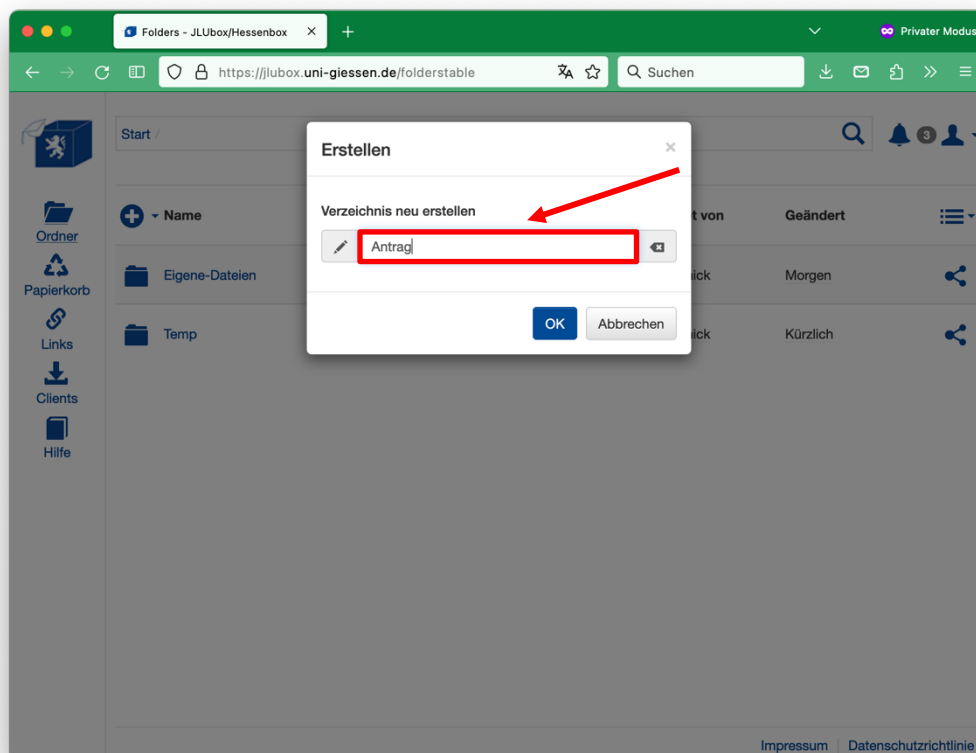 Folders - JLUbox/Hessenbox
Privater Modus
https://jlubox.uni-giessen.de/folderstable
Suchen
Start /
3
Erstellen
Verzeichnis neu erstellen
Antrag
OK
Abbrechen
Ordner
Papierkorb
Links
Clients
Hilfe
Name
t von
Geändert
Eigene-Dateien
ick
Morgen
Temp
ick
Kürzlich
Impressum
Datenschutzrichtlinie